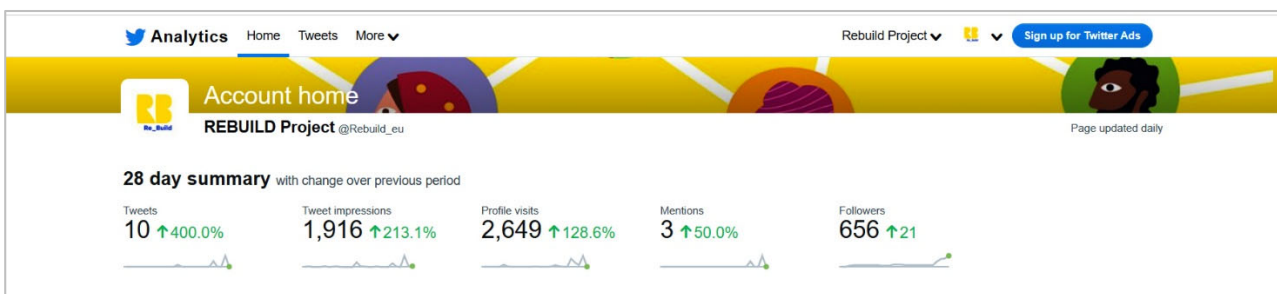 Analytics Home Tweets More Rebuild Project Sign up for Twitter Ads
Account home
RB
Re_Build
REBUILD Project @Rebuild_eu Page updated daily
28 day summary with change over previous period
Tweets Tweet impressions Profile visits Mentions Followers
10 ↑400.0% 1,916 ↑213.1% 2,649 ↑128.6% 3 ↑50.0% 656 ↑21